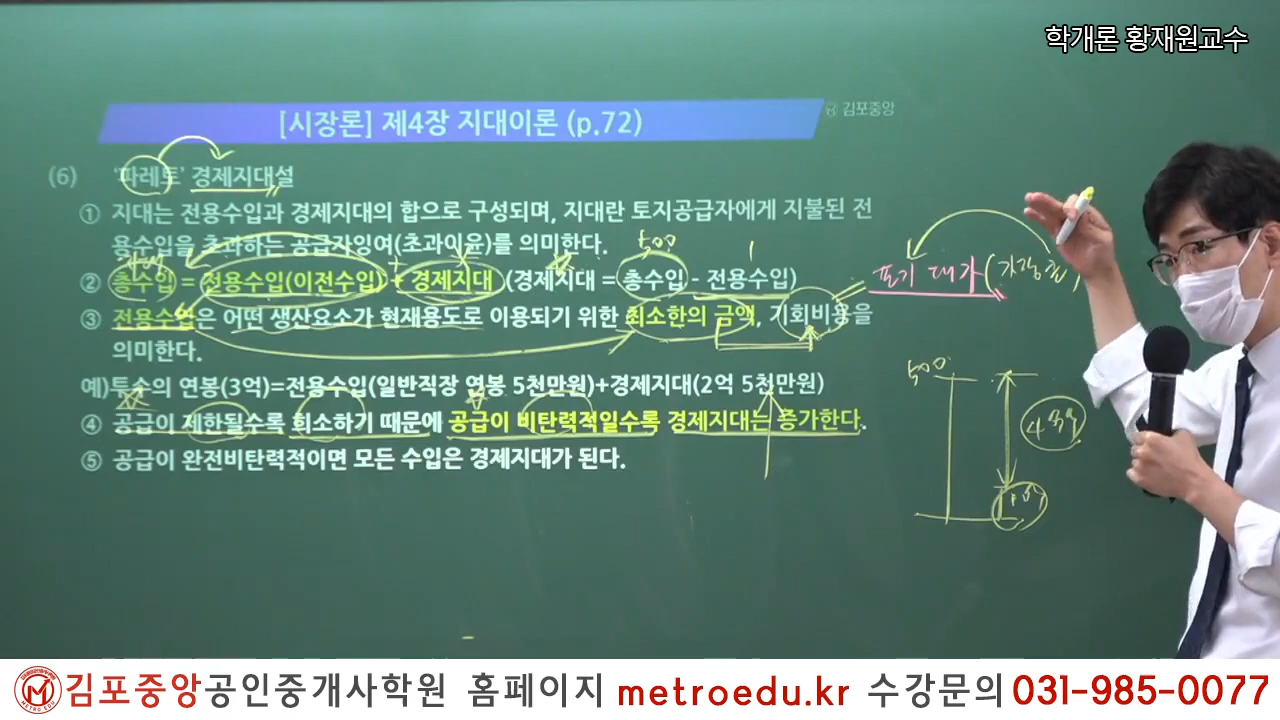 학개론 황재원교수
[시장론] 제4장 지대이론 (p.72)
김포중앙
(6) '파레토' 경제지대설
① 지대는 전용수입과 경제지대의 합으로 구성되며, 지대란 토지공급자에게 지불된 전
용수입을 초과하는 공급자잉여(초과이윤)를 의미한다.
500
1
② 총수입 = 전용수입(이전수입) + 경제지대 (경제지대 = 총수입 - 전용수입)
포기 대가
③ 전용수입은 어떤 생산요소가 현재용도로 이용되기 위한 최소한의 금액, 기회비용을
의미한다.
예)투수의 연봉(3억)=전용수입(일반직장 연봉 5천만원)+경제지대(2억 5천만원)
500
④ 공급이 제한될수록 희소하기 때문에 공급이 비탄력적일수록 경제지대는 증가한다.
⑤ 공급이 완전비탄력적이면 모든 수입은 경제지대가 된다.
METRO EDU
김포중앙공인중개사학원 홈페이지 metroedu.kr 수강문의 031-985-0077